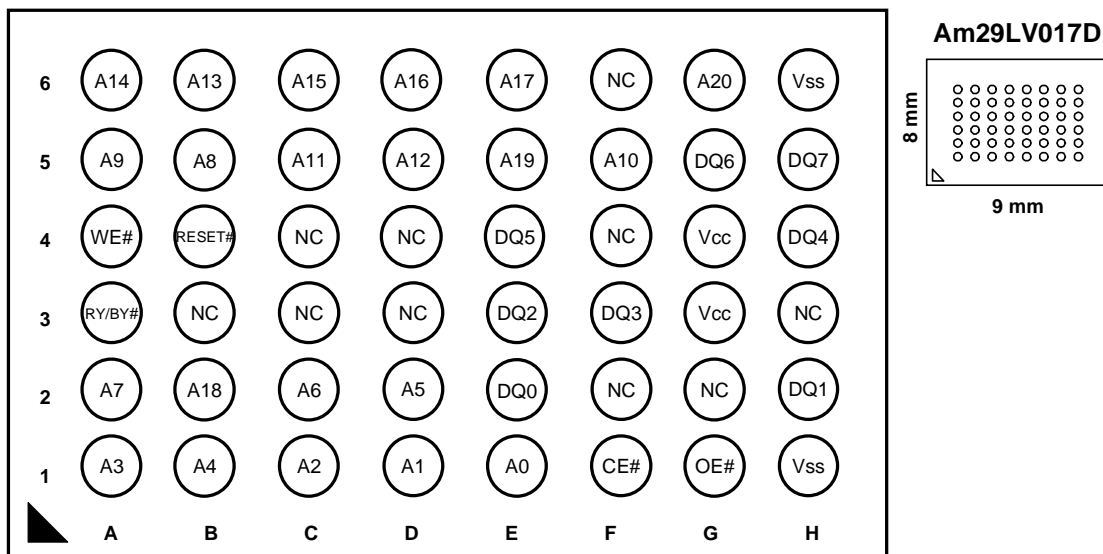 Am29LV017D
6 A14 A13 A15 A16 A17 NC A20 Vss
5 A9 A8 A11 A12 A19 A10 DQ6 DQ7
4 WE# RESET# NC NC DQ5 NC Vcc DQ4
3 RY/BY# NC NC NC DQ2 DQ3 Vcc NC
2 A7 A18 A6 A5 DQ0 NC NC DQ1
1 A3 A4 A2 A1 A0 CE# OE# Vss
A B C D E F G H
8 mm
9 mm